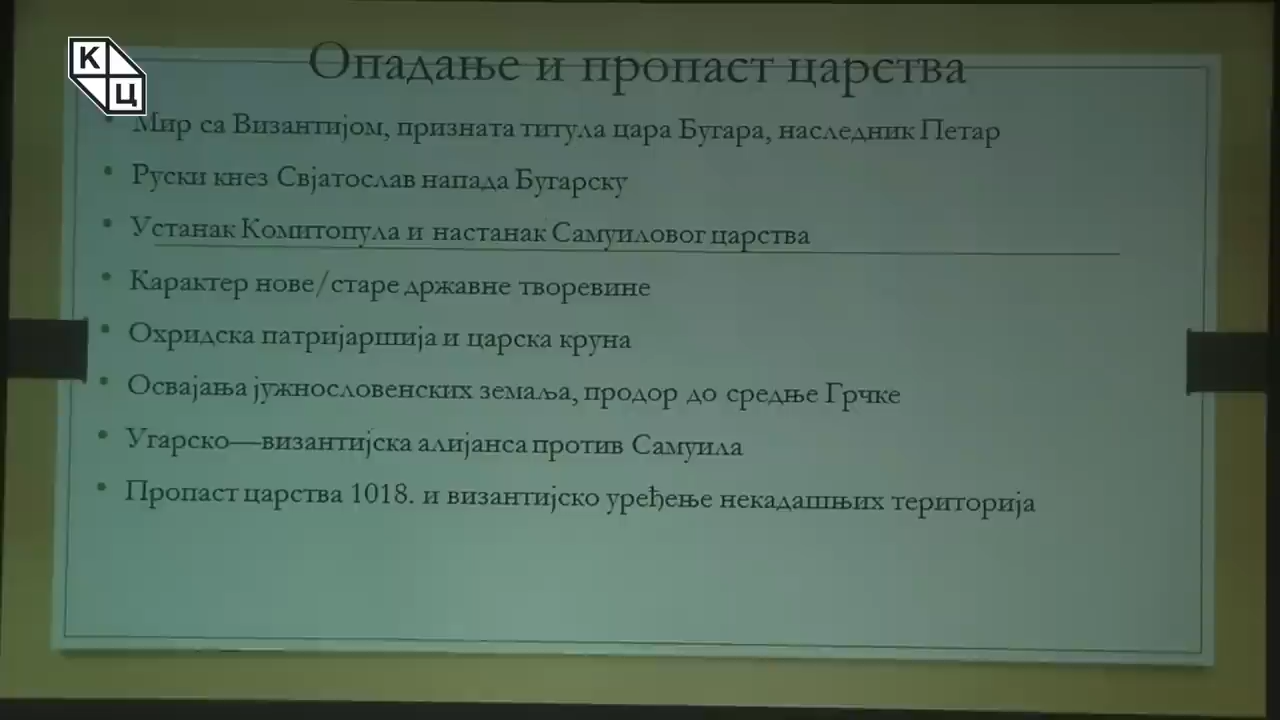 К
Ц
Опадање и пропаст царства
Мир са Византијом, призната титула цара Бугара, наследник Петар
Руски кнез Свјатослав напада Бугарску
Устанак Комитопула и настанак Самуиловог царства
Карактер нове/старе државне творевине
Охридска патријаршија и царска круна
Освајања јужнословенских земаља, продор до средње Грчке
Угарско—византијска алијанса против Самуила
Пропаст царства 1018. и византијско уређење некадашњих територија